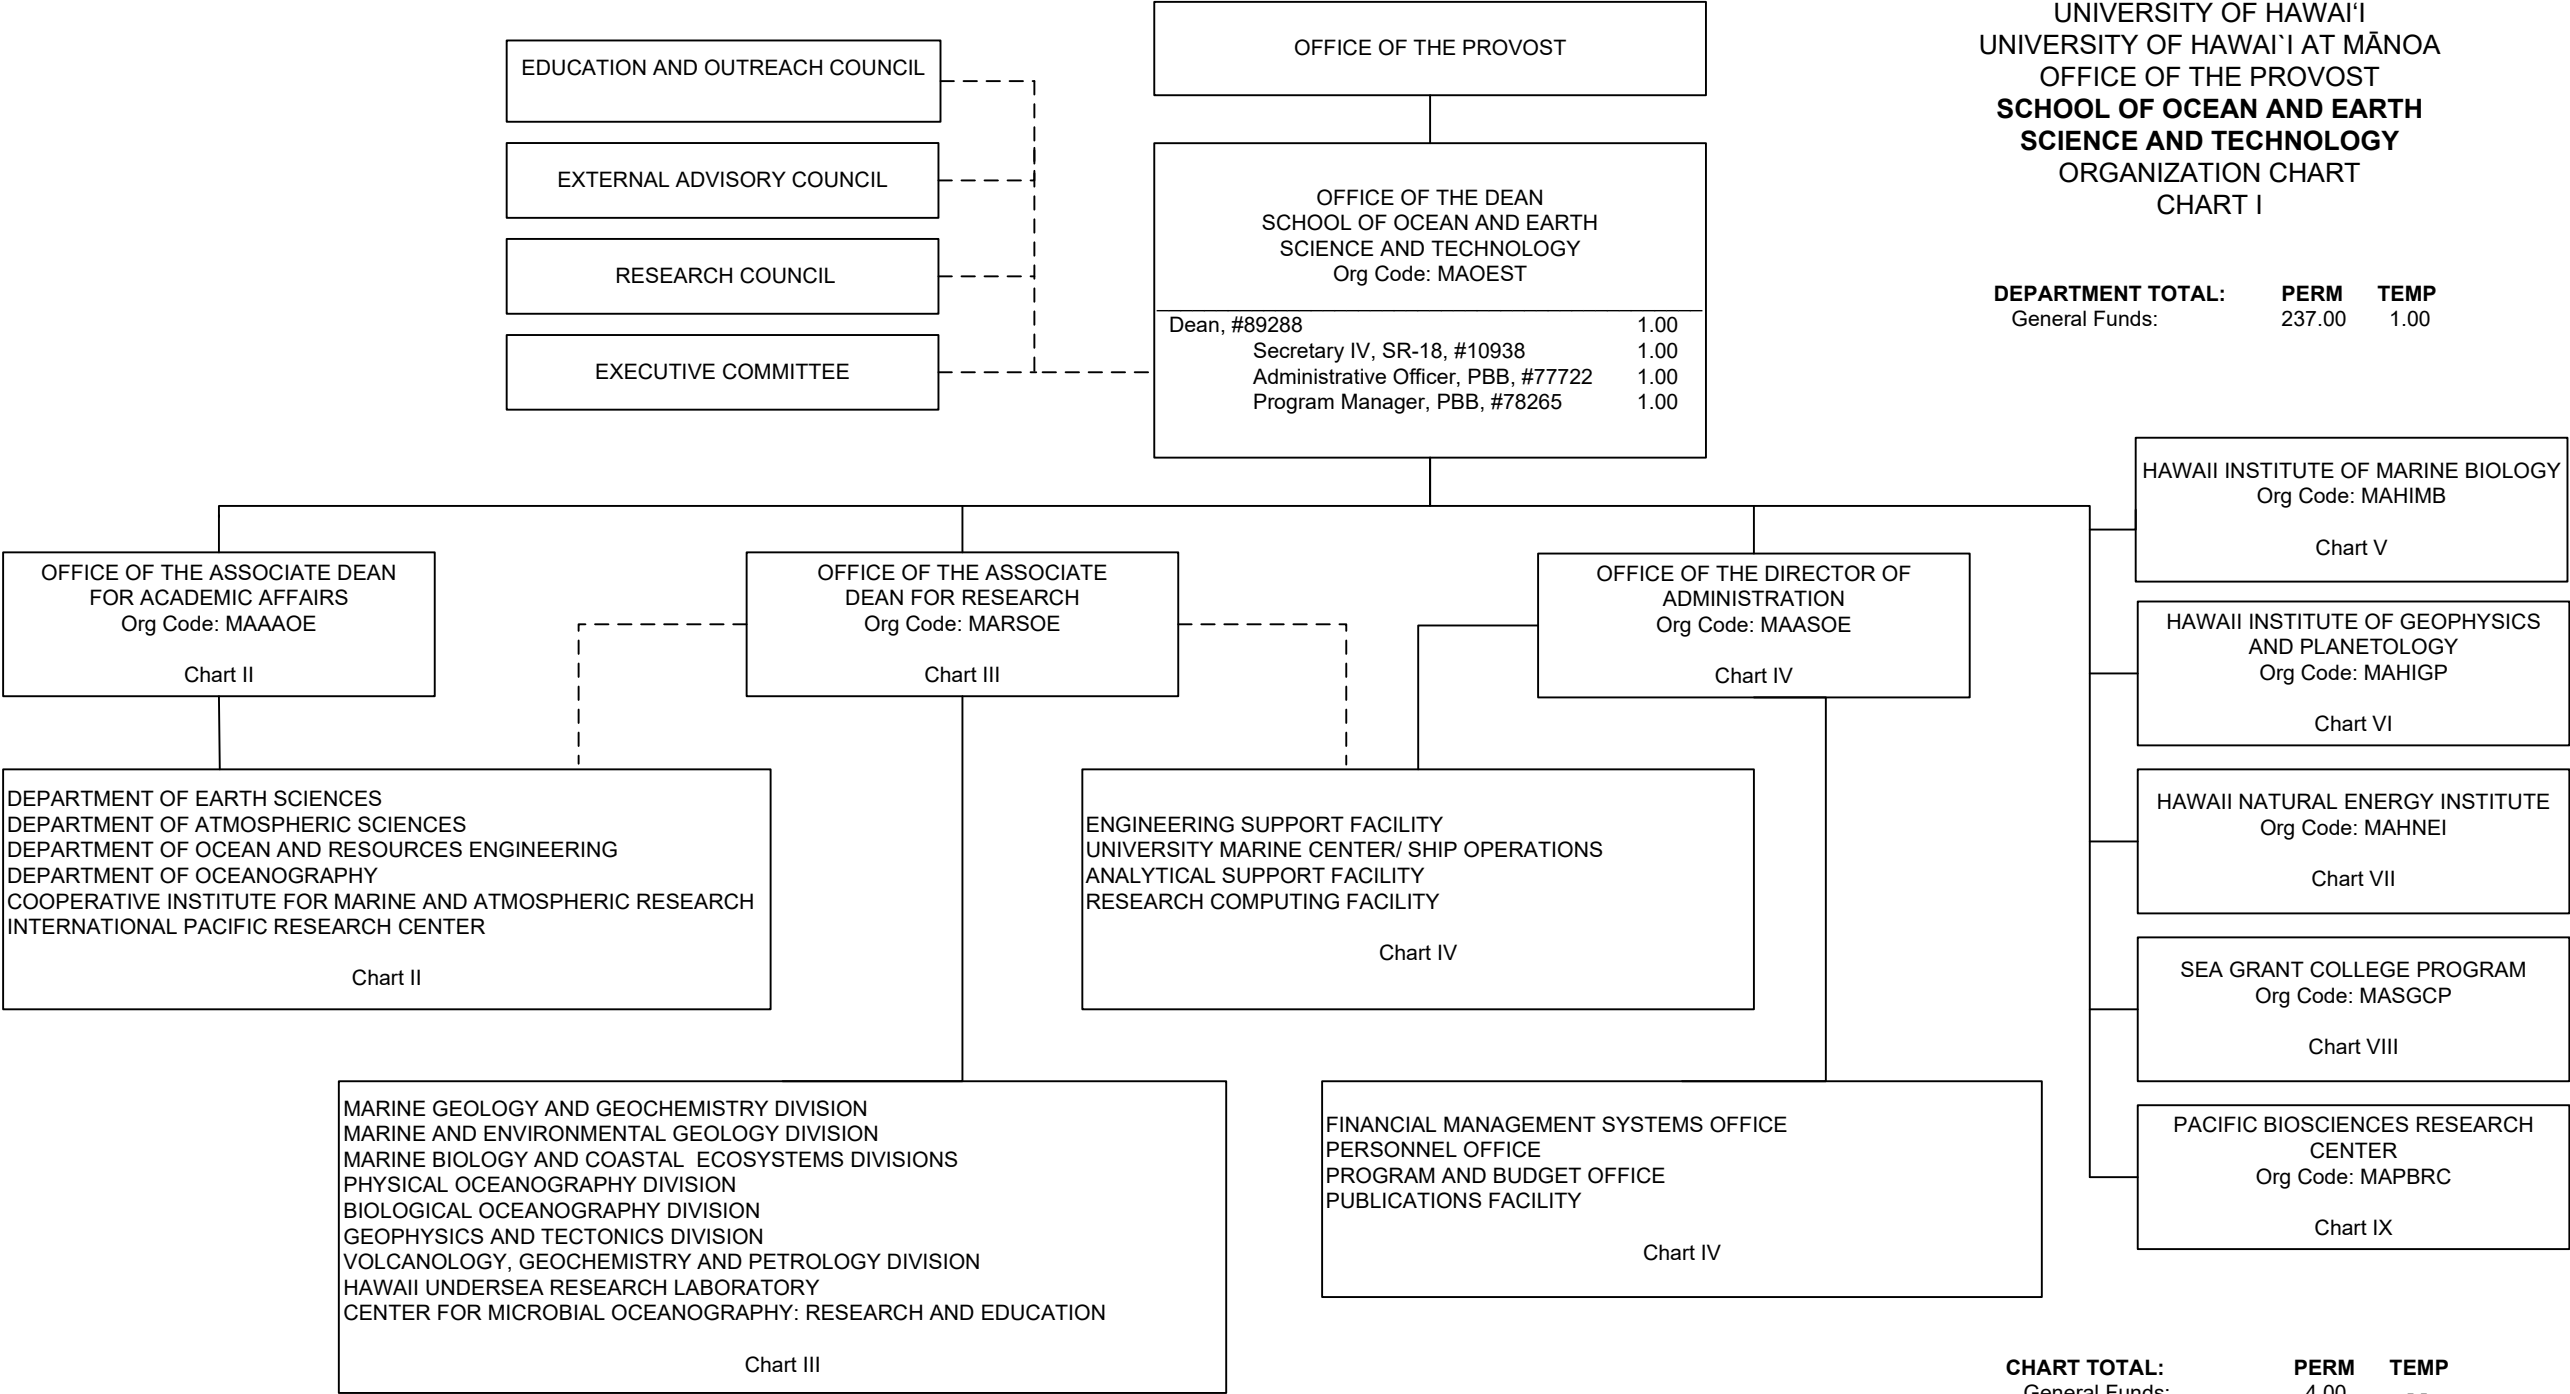 UNIVERSITY OF HAWAI‘I
UNIVERSITY OF HAWAI`I AT MĀNOA
OFFICE OF THE PROVOST
SCHOOL OF OCEAN AND EARTH
SCIENCE AND TECHNOLOGY
ORGANIZATION CHART
CHART I
DEPARTMENT TOTAL: PERM TEMP
General Funds: 237.00 1.00
OFFICE OF THE PROVOST
EDUCATION AND OUTREACH COUNCIL
EXTERNAL ADVISORY COUNCIL
RESEARCH COUNCIL
EXECUTIVE COMMITTEE
OFFICE OF THE DEAN
SCHOOL OF OCEAN AND EARTH
SCIENCE AND TECHNOLOGY
Org Code: MAOEST
Dean, #89288 1.00
Secretary IV, SR-18, #10938 1.00
Administrative Officer, PBB, #77722 1.00
Program Manager, PBB, #78265 1.00
OFFICE OF THE ASSOCIATE DEAN
FOR ACADEMIC AFFAIRS
Org Code: MAAAOE
Chart II
OFFICE OF THE ASSOCIATE
DEAN FOR RESEARCH
Org Code: MARSOE
Chart III
OFFICE OF THE DIRECTOR OF
ADMINISTRATION
Org Code: MAASOE
Chart IV
HAWAII INSTITUTE OF MARINE BIOLOGY
Org Code: MAHIMB
Chart V
HAWAII INSTITUTE OF GEOPHYSICS
AND PLANETOLOGY
Org Code: MAHIGP
Chart VI
HAWAII NATURAL ENERGY INSTITUTE
Org Code: MAHNEI
Chart VII
SEA GRANT COLLEGE PROGRAM
Org Code: MASGCP
Chart VIII
PACIFIC BIOSCIENCES RESEARCH
CENTER
Org Code: MAPBRC
Chart IX
DEPARTMENT OF EARTH SCIENCES
DEPARTMENT OF ATMOSPHERIC SCIENCES
DEPARTMENT OF OCEAN AND RESOURCES ENGINEERING
DEPARTMENT OF OCEANOGRAPHY
COOPERATIVE INSTITUTE FOR MARINE AND ATMOSPHERIC RESEARCH
INTERNATIONAL PACIFIC RESEARCH CENTER
Chart II
ENGINEERING SUPPORT FACILITY
UNIVERSITY MARINE CENTER/ SHIP OPERATIONS
ANALYTICAL SUPPORT FACILITY
RESEARCH COMPUTING FACILITY
Chart IV
MARINE GEOLOGY AND GEOCHEMISTRY DIVISION
MARINE AND ENVIRONMENTAL GEOLOGY DIVISION
MARINE BIOLOGY AND COASTAL ECOSYSTEMS DIVISIONS
PHYSICAL OCEANOGRAPHY DIVISION
BIOLOGICAL OCEANOGRAPHY DIVISION
GEOPHYSICS AND TECTONICS DIVISION
VOLCANOLOGY, GEOCHEMISTRY AND PETROLOGY DIVISION
HAWAII UNDERSEA RESEARCH LABORATORY
CENTER FOR MICROBIAL OCEANOGRAPHY: RESEARCH AND EDUCATION
Chart III
FINANCIAL MANAGEMENT SYSTEMS OFFICE
PERSONNEL OFFICE
PROGRAM AND BUDGET OFFICE
PUBLICATIONS FACILITY
Chart IV
CHART TOTAL: PERM TEMP
General Funds: 4.00 - -